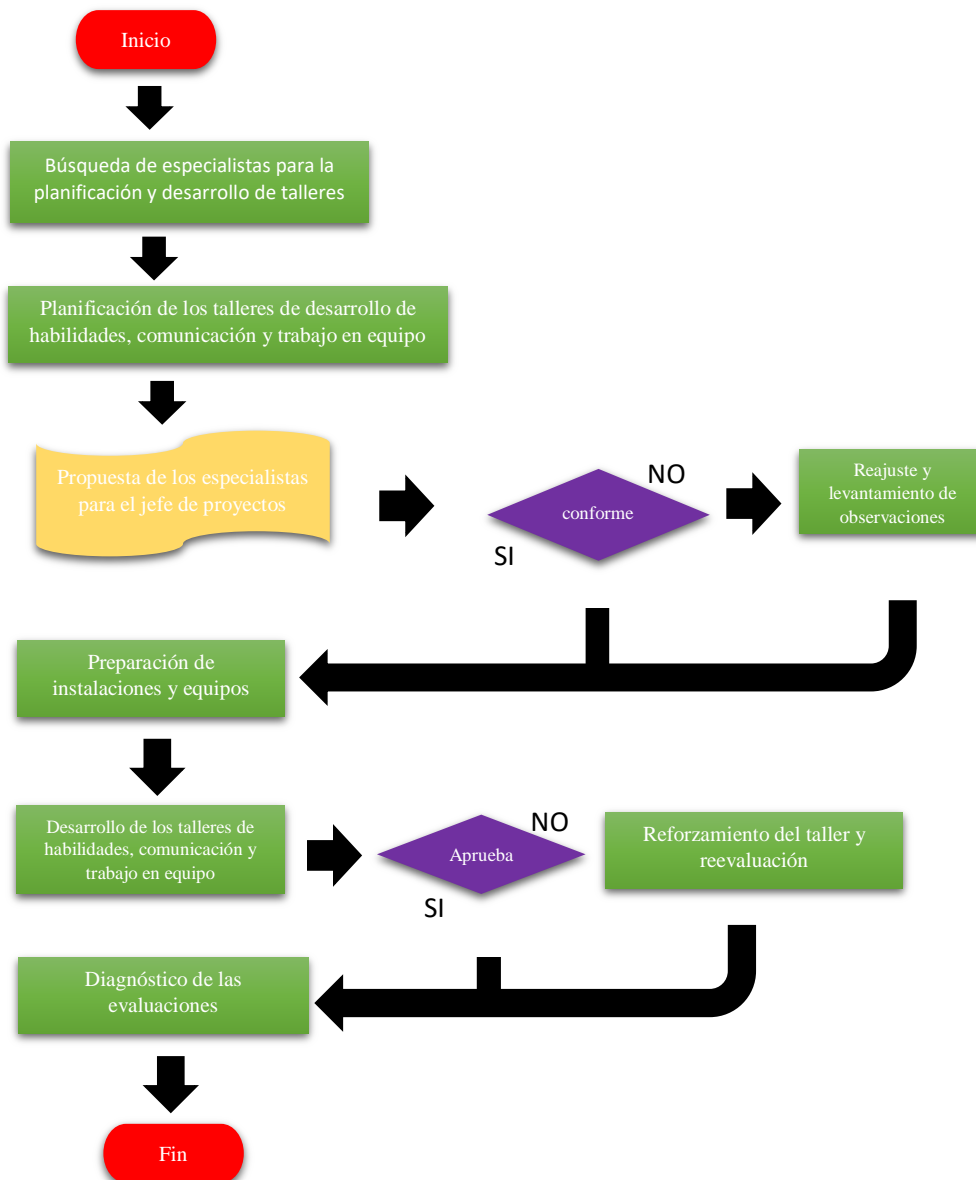 Inicio
Búsqueda de especialistas para la
planificación y desarrollo de talleres
Planificación de los talleres de desarrollo de
habilidades, comunicación y trabajo en equipo
Propuesta de los especialistas
para el jefe de proyectos
conforme
NO
SI
Reajuste y
levantamiento de
observaciones
Preparación de
instalaciones y equipos
Desarrollo de los talleres de
habilidades, comunicación y
trabajo en equipo
Aprueba
NO
SI
Reforzamiento del taller y
reevaluación
Diagnóstico de las
evaluaciones
Fin